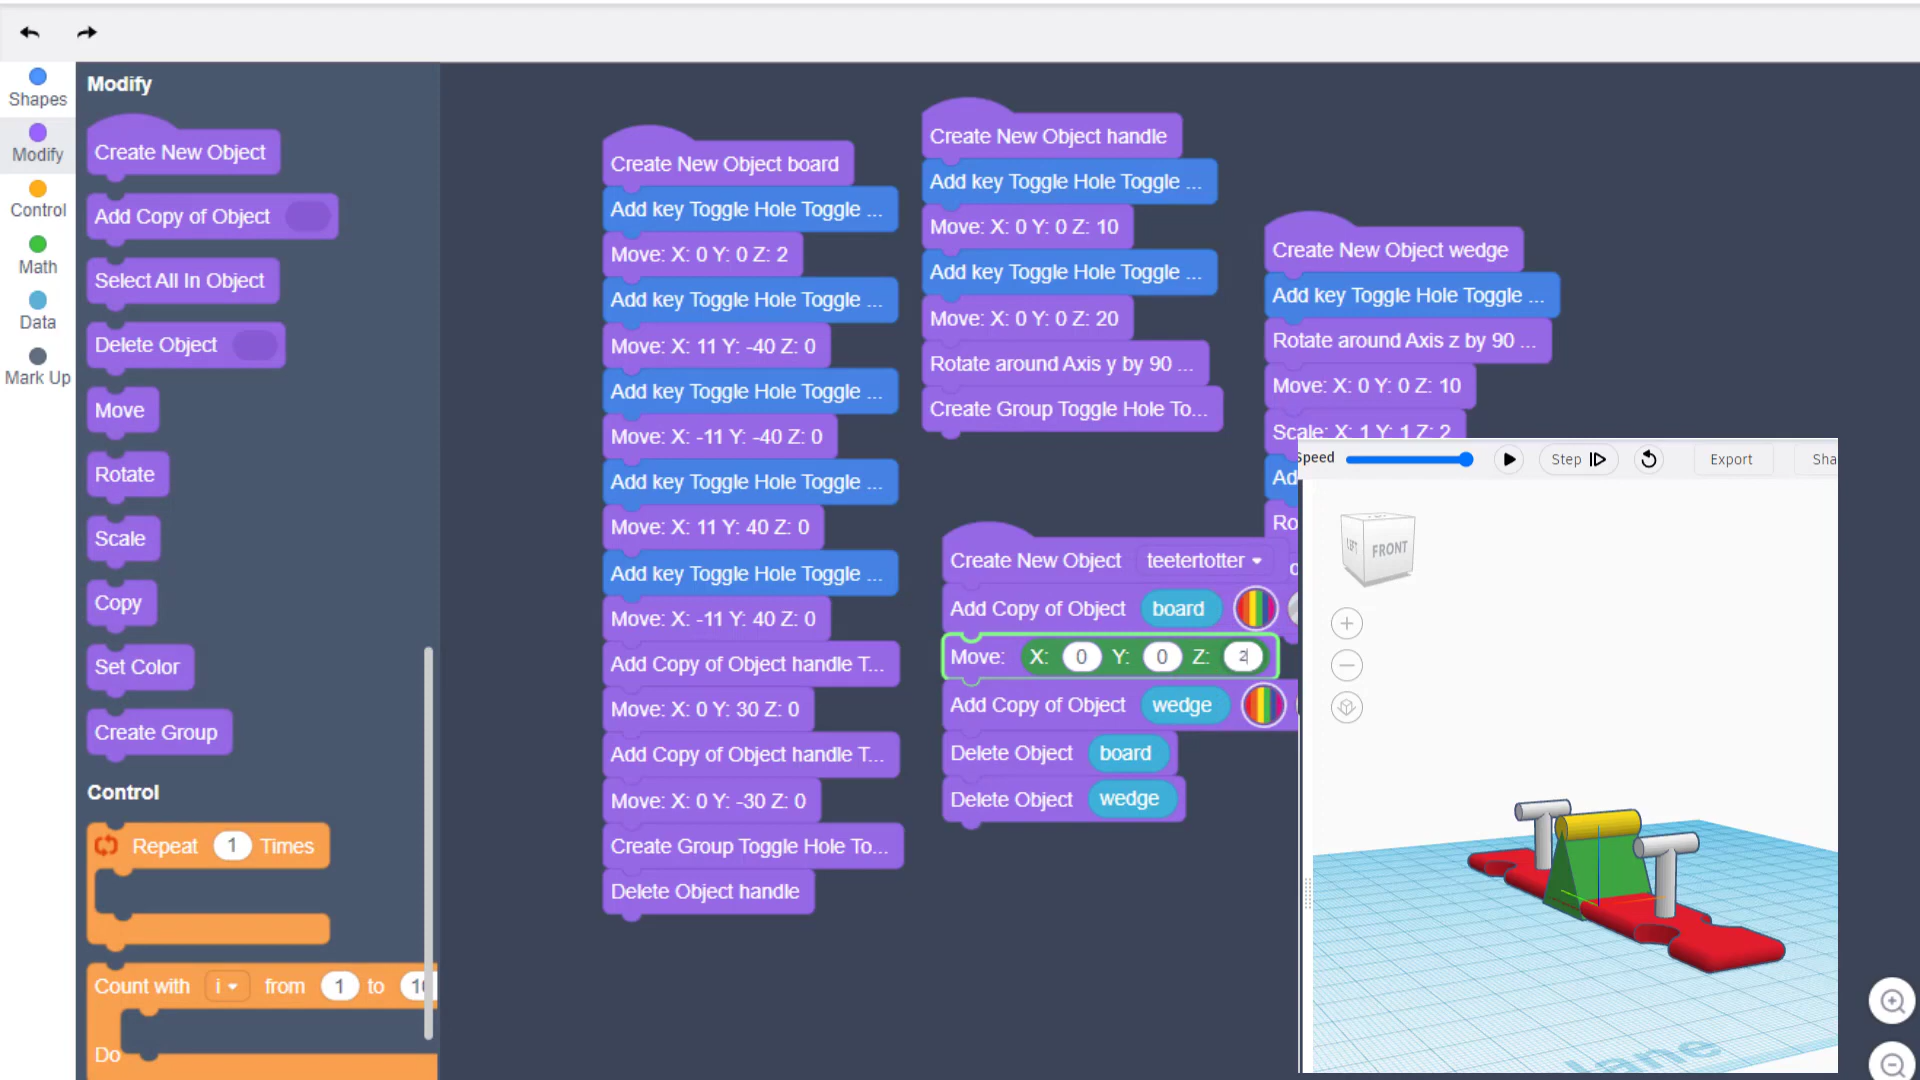 Shapes
Modify
Control
Math
Data
Mark Up
Modify
Create New Object
Add Copy of Object
Select All In Object
Delete Object
Move
Rotate
Scale
Copy
Set Color
Create Group
Control
Repeat 1 Times
Count with i from 1 to
Do
Create New Object board
Add key Toggle Hole Toggle ...
Move: X: 0 Y: 0 Z: 2
Add key Toggle Hole Toggle ...
Move: X: 11 Y: -40 Z: 0
Add key Toggle Hole Toggle ...
Move: X: -11 Y: -40 Z: 0
Add key Toggle Hole Toggle ...
Move: X: 11 Y: 40 Z: 0
Add key Toggle Hole Toggle ...
Move: X: -11 Y: 40 Z: 0
Add Copy of Object handle T...
Move: X: 0 Y: 30 Z: 0
Add Copy of Object handle T...
Move: X: 0 Y: -30 Z: 0
Create Group Toggle Hole To...
Delete Object handle
Create New Object handle
Add key Toggle Hole Toggle ...
Move: X: 0 Y: 0 Z: 10
Add key Toggle Hole Toggle ...
Move: X: 0 Y: 0 Z: 20
Rotate around Axis y by 90 ...
Create Group Toggle Hole To...
Create New Object wedge
Add key Toggle Hole Toggle ...
Rotate around Axis z by 90 ...
Move: X: 0 Y: 0 Z: 10
Scale: X: 1 Y: 1 Z: 2
Ad
Ro
Create New Object teetertotter
Add Copy of Object board
Move: X: 0 Y: 0 Z: 2
Add Copy of Object wedge
Delete Object board
Delete Object wedge
Speed Step Export Sha
LEFT FRONT
lane